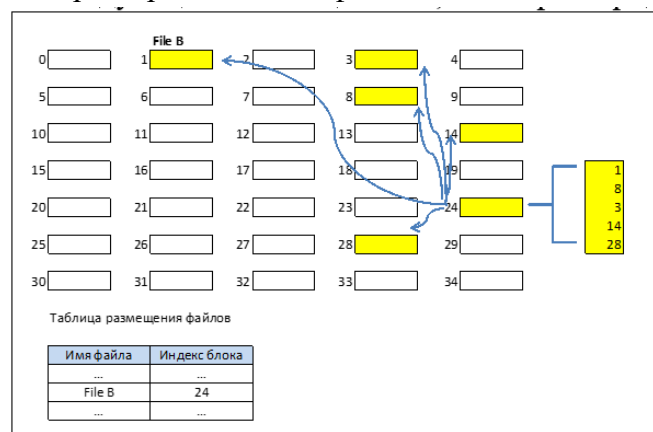 File B
0 1 2 3 4
5 6 7 8 9
10 11 12 13 14
15 16 17 18 19
1
8
3
14
28
20 21 22 23 24
25 26 27 28 29
30 31 32 33 34
Таблица размещения файлов
Имя файла Индекс блока
... ...
File B 24
... ...